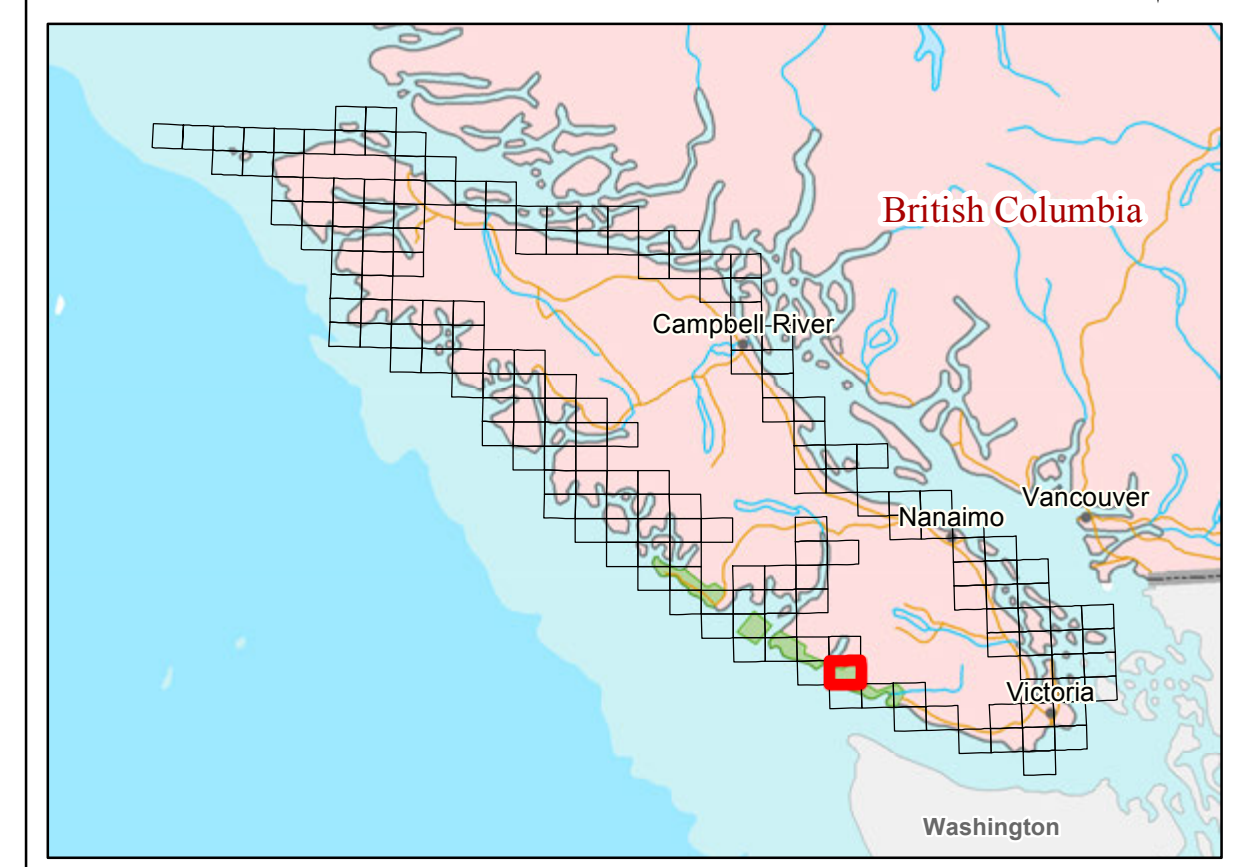 British Columbia
Campbell River
Vancouver
Nanaimo
Victoria
Washington